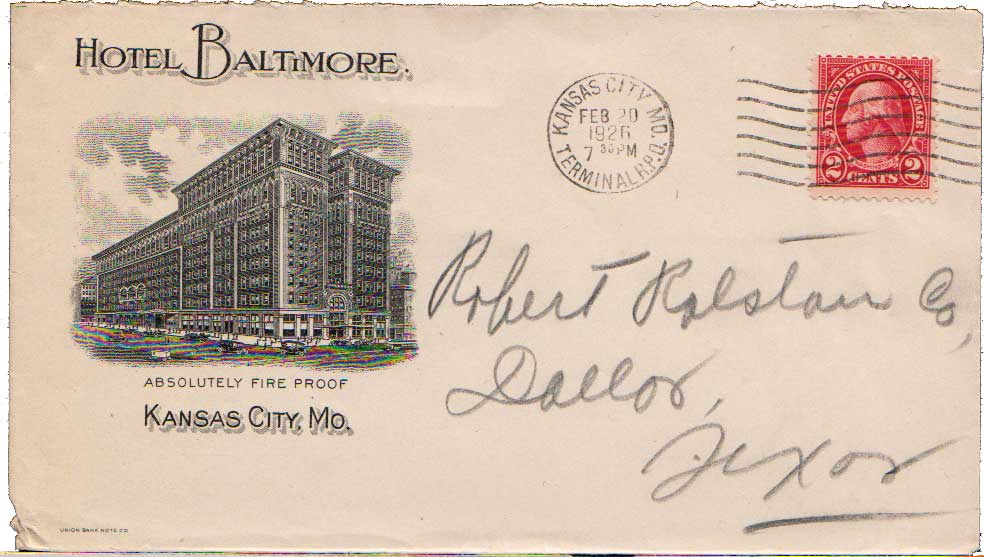 HOTEL BALTIMORE.
KANSAS CITY, MO.
FEB 20
1926
7 30 PM
TERMINAL R.P.O.
UNITED STATES POSTAGE
2 CENTS 2
Robert Ralston Co,
Dallas,
Texas
ABSOLUTELY FIRE PROOF
KANSAS CITY, MO.
UNION BANK NOTE CO